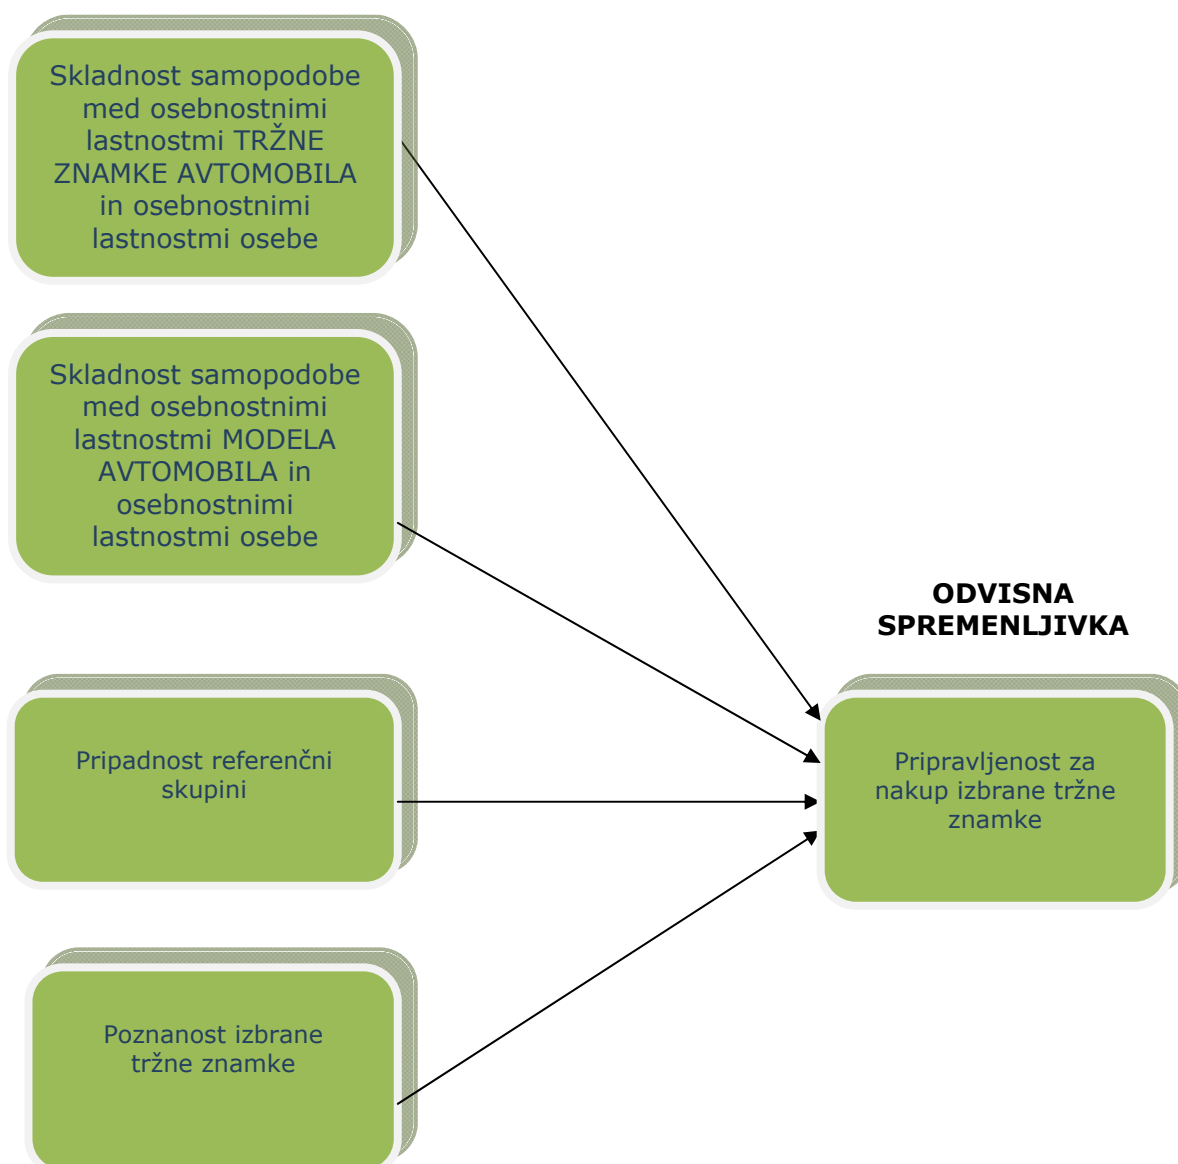 Skladnost samopodobe
med osebnostnimi
lastnostmi TRŽNE
ZNAMKE AVTOMOBILA
in osebnostnimi
lastnostmi osebe
Skladnost samopodobe
med osebnostnimi
lastnostmi MODELA
AVTOMOBILA in
osebnostnimi
lastnostmi osebe
Pripadnost referenčni
skupini
Poznanost izbrane
tržne znamke
ODVISNA
SPREMENLJIVKA
Pripravljenost za
nakup izbrane tržne
znamke